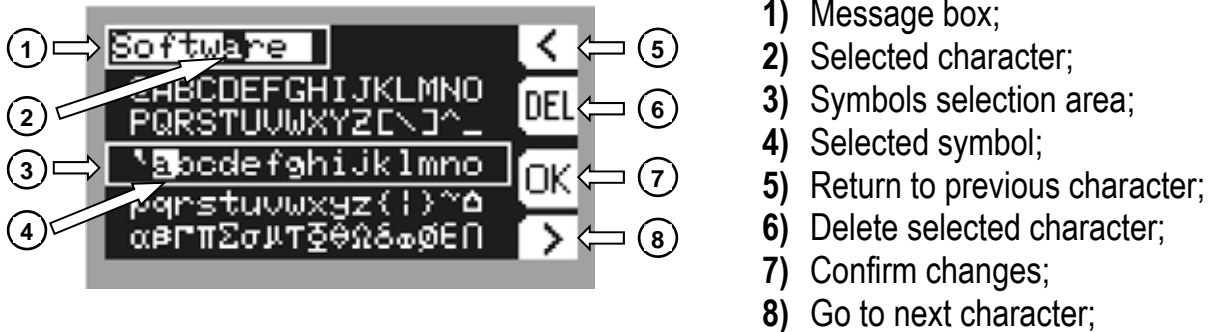 1
2
3
4
Software
@ABCDEFGHIJKLMNO
PQRSTUVWXYZ[\]^_
`abcdefghijklmno
pqrstuvwxyz{¦}~⌂
αβΓπΣσμτΦθΩδ∞∅∈∩
<
DEL
OK
>
5
6
7
8
1) Message box;
2) Selected character;
3) Symbols selection area;
4) Selected symbol;
5) Return to previous character;
6) Delete selected character;
7) Confirm changes;
8) Go to next character;